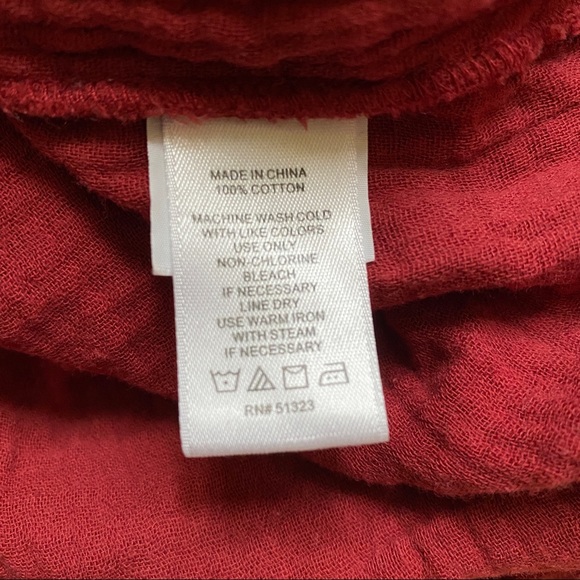 MADE IN CHINA
100% COTTON
MACHINE WASH COLD
WITH LIKE COLORS
USE ONLY
NON-CHLORINE
BLEACH
IF NECESSARY
LINE DRY
USE WARM IRON
WITH STEAM
IF NECESSARY
RN# 51323